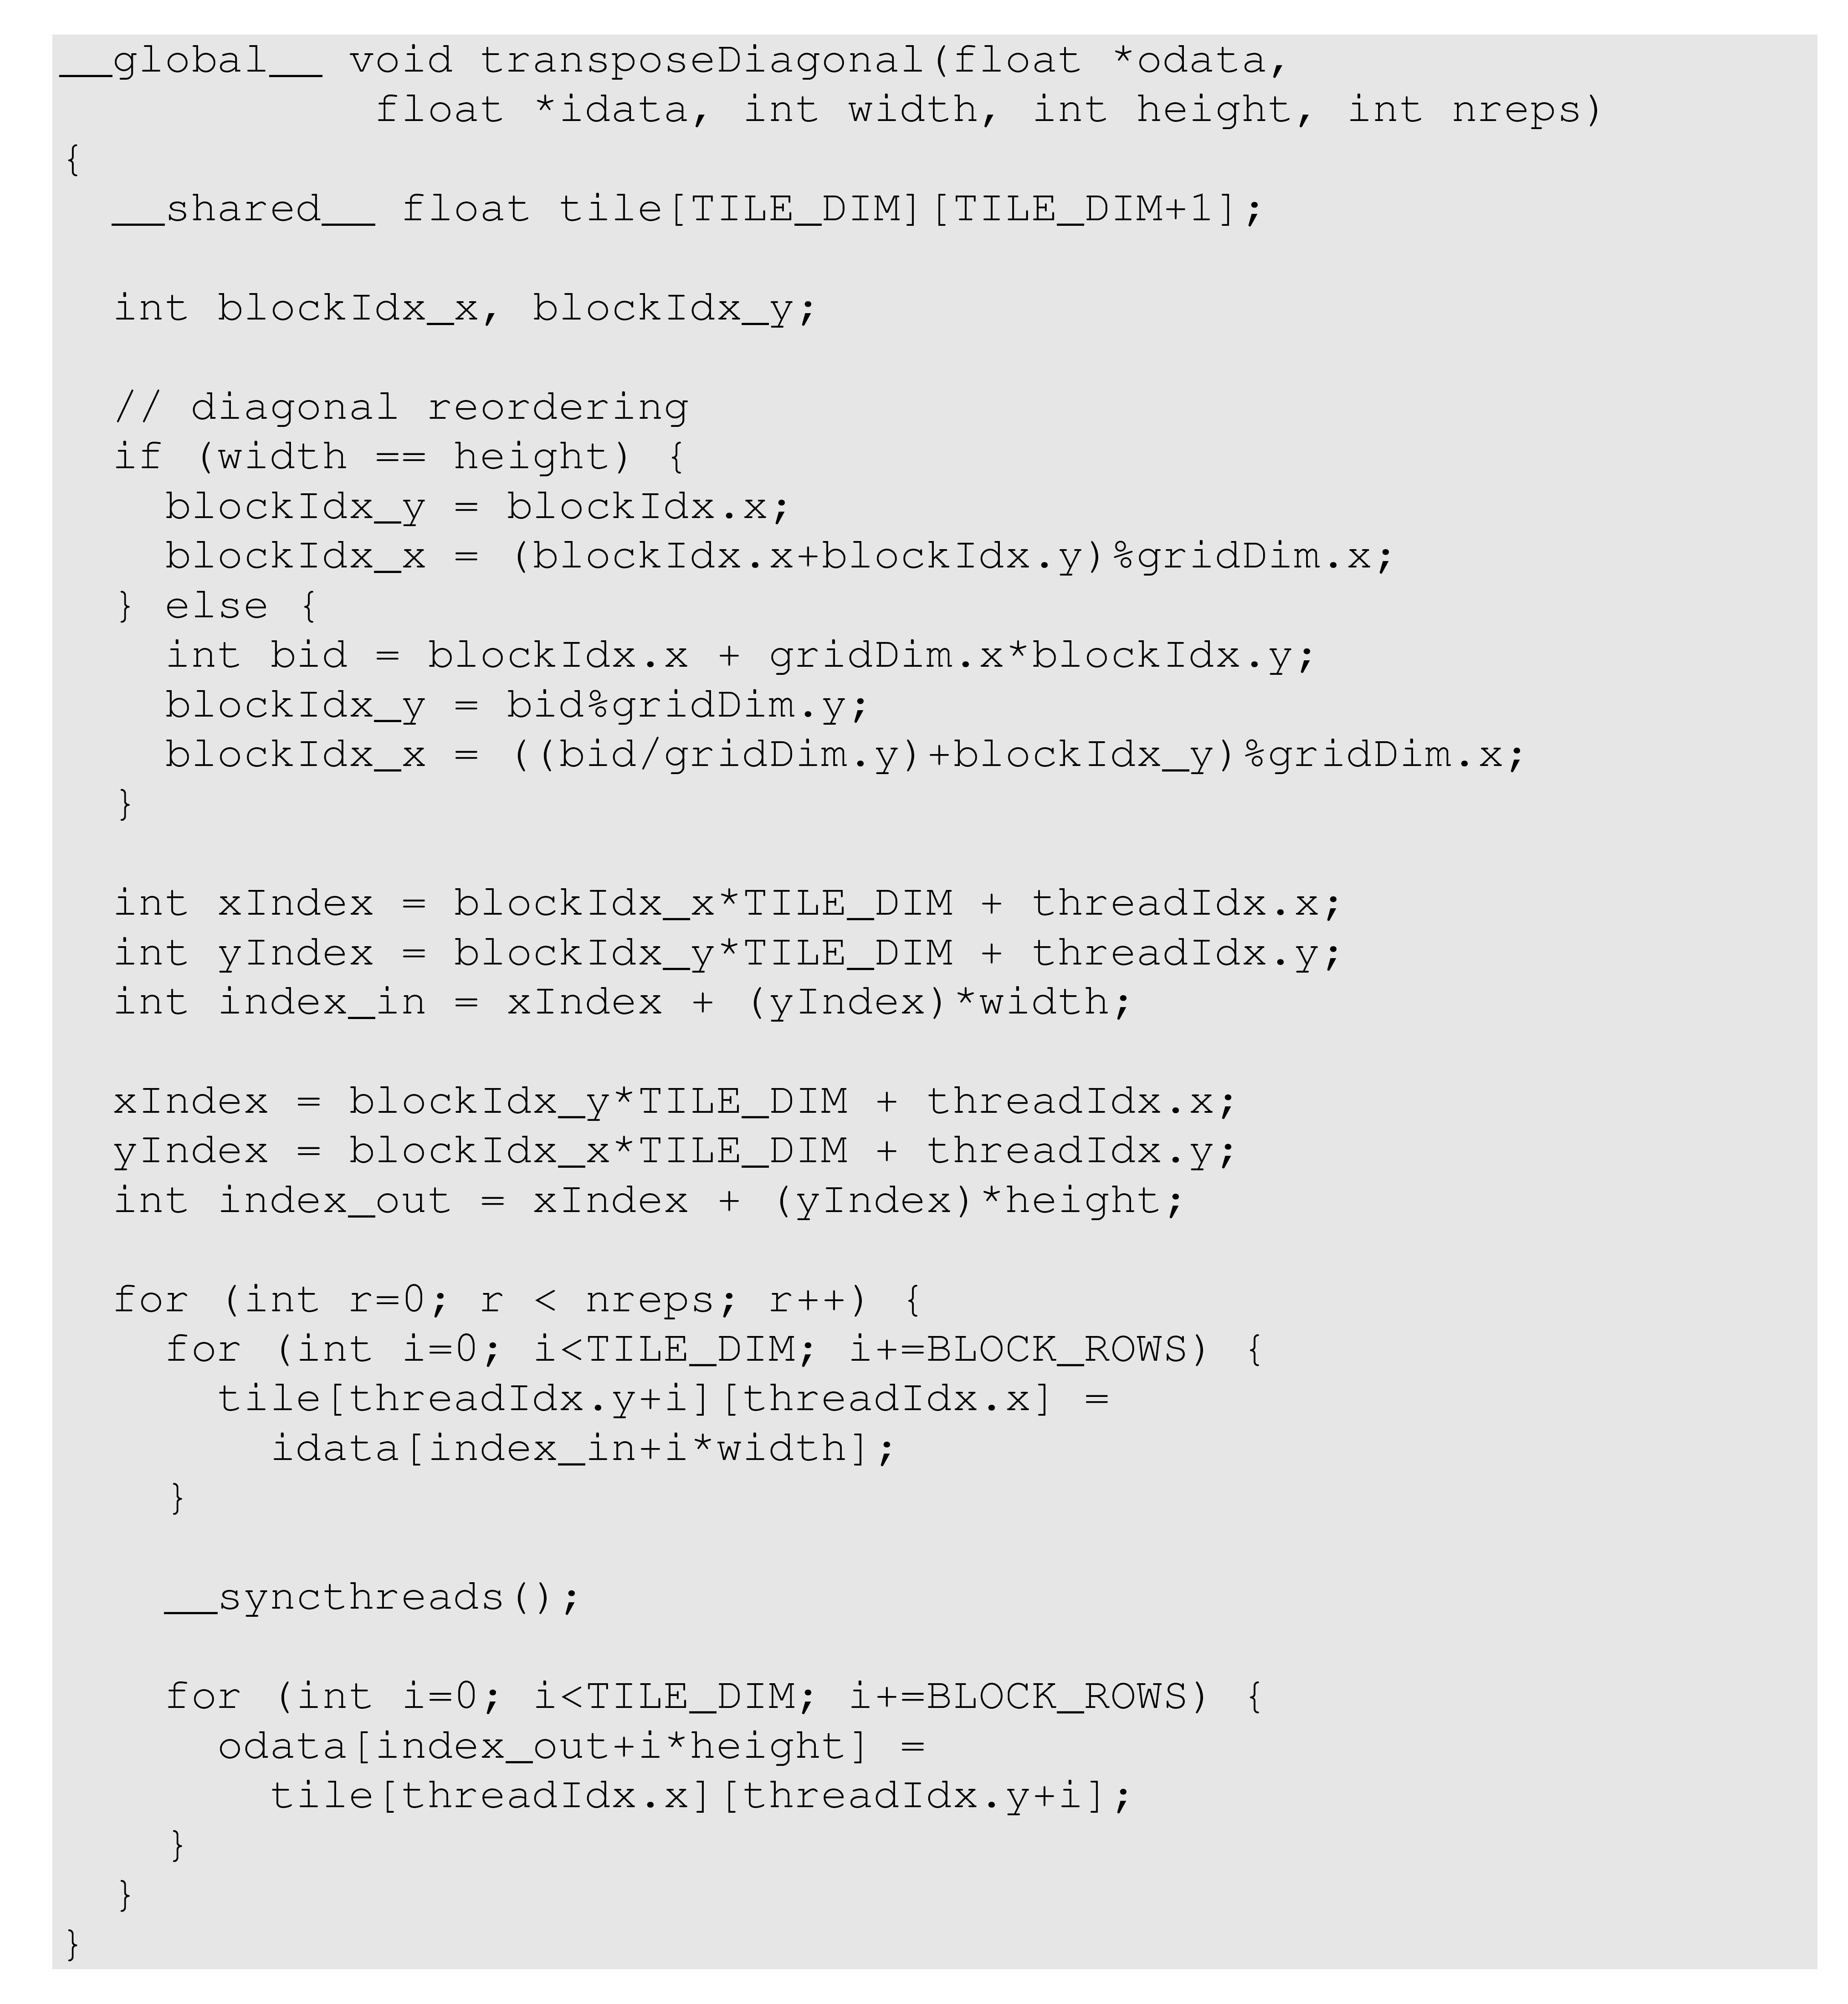 __global__ void transposeDiagonal(float *odata,
            float *idata, int width, int height, int nreps)
{
  __shared__ float tile[TILE_DIM][TILE_DIM+1];

  int blockIdx_x, blockIdx_y;

  // diagonal reordering
  if (width == height) {
    blockIdx_y = blockIdx.x;
    blockIdx_x = (blockIdx.x+blockIdx.y)%gridDim.x;
  } else {
    int bid = blockIdx.x + gridDim.x*blockIdx.y;
    blockIdx_y = bid%gridDim.y;
    blockIdx_x = ((bid/gridDim.y)+blockIdx_y)%gridDim.x;
  }

  int xIndex = blockIdx_x*TILE_DIM + threadIdx.x;
  int yIndex = blockIdx_y*TILE_DIM + threadIdx.y;
  int index_in = xIndex + (yIndex)*width;

  xIndex = blockIdx_y*TILE_DIM + threadIdx.x;
  yIndex = blockIdx_x*TILE_DIM + threadIdx.y;
  int index_out = xIndex + (yIndex)*height;

  for (int r=0; r < nreps; r++) {
    for (int i=0; i<TILE_DIM; i+=BLOCK_ROWS) {
      tile[threadIdx.y+i][threadIdx.x] =
        idata[index_in+i*width];
    }

    __syncthreads();

    for (int i=0; i<TILE_DIM; i+=BLOCK_ROWS) {
      odata[index_out+i*height] =
        tile[threadIdx.x][threadIdx.y+i];
    }
  }
}